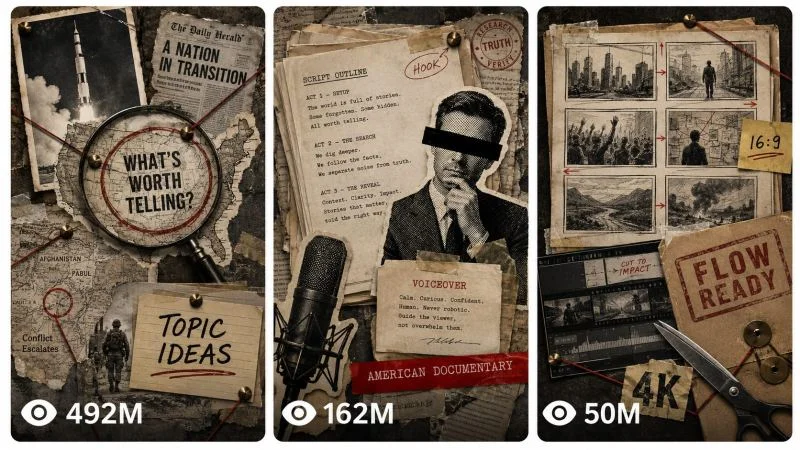 The Daily Herald
A NATION
IN TRANSITION
WHAT'S
WORTH
TELLING?
AFGHANISTAN
PABUL
Conflict
Escalates
TOPIC
IDEAS
492M
SCRIPT OUTLINE
HOOK
RESEARCH
TRUTH
VERIFY
ACT 1 – SETUP
The world is full of stories.
Some forgotten. Some hidden.
All worth telling.
ACT 2 – THE SEARCH
We dig deeper.
We follow the facts.
We separate noise from truth.
ACT 3 – THE REVEAL
Context. Clarity. Impact.
Stories that matter,
told the right way.
VOICEOVER
Calm. Curious. Confident.
Human. Never robotic.
Guide the viewer,
not overwhelm them.
AMERICAN DOCUMENTARY
162M
16:9
CUT TO
IMPACT
FLOW
READY
4K
50M